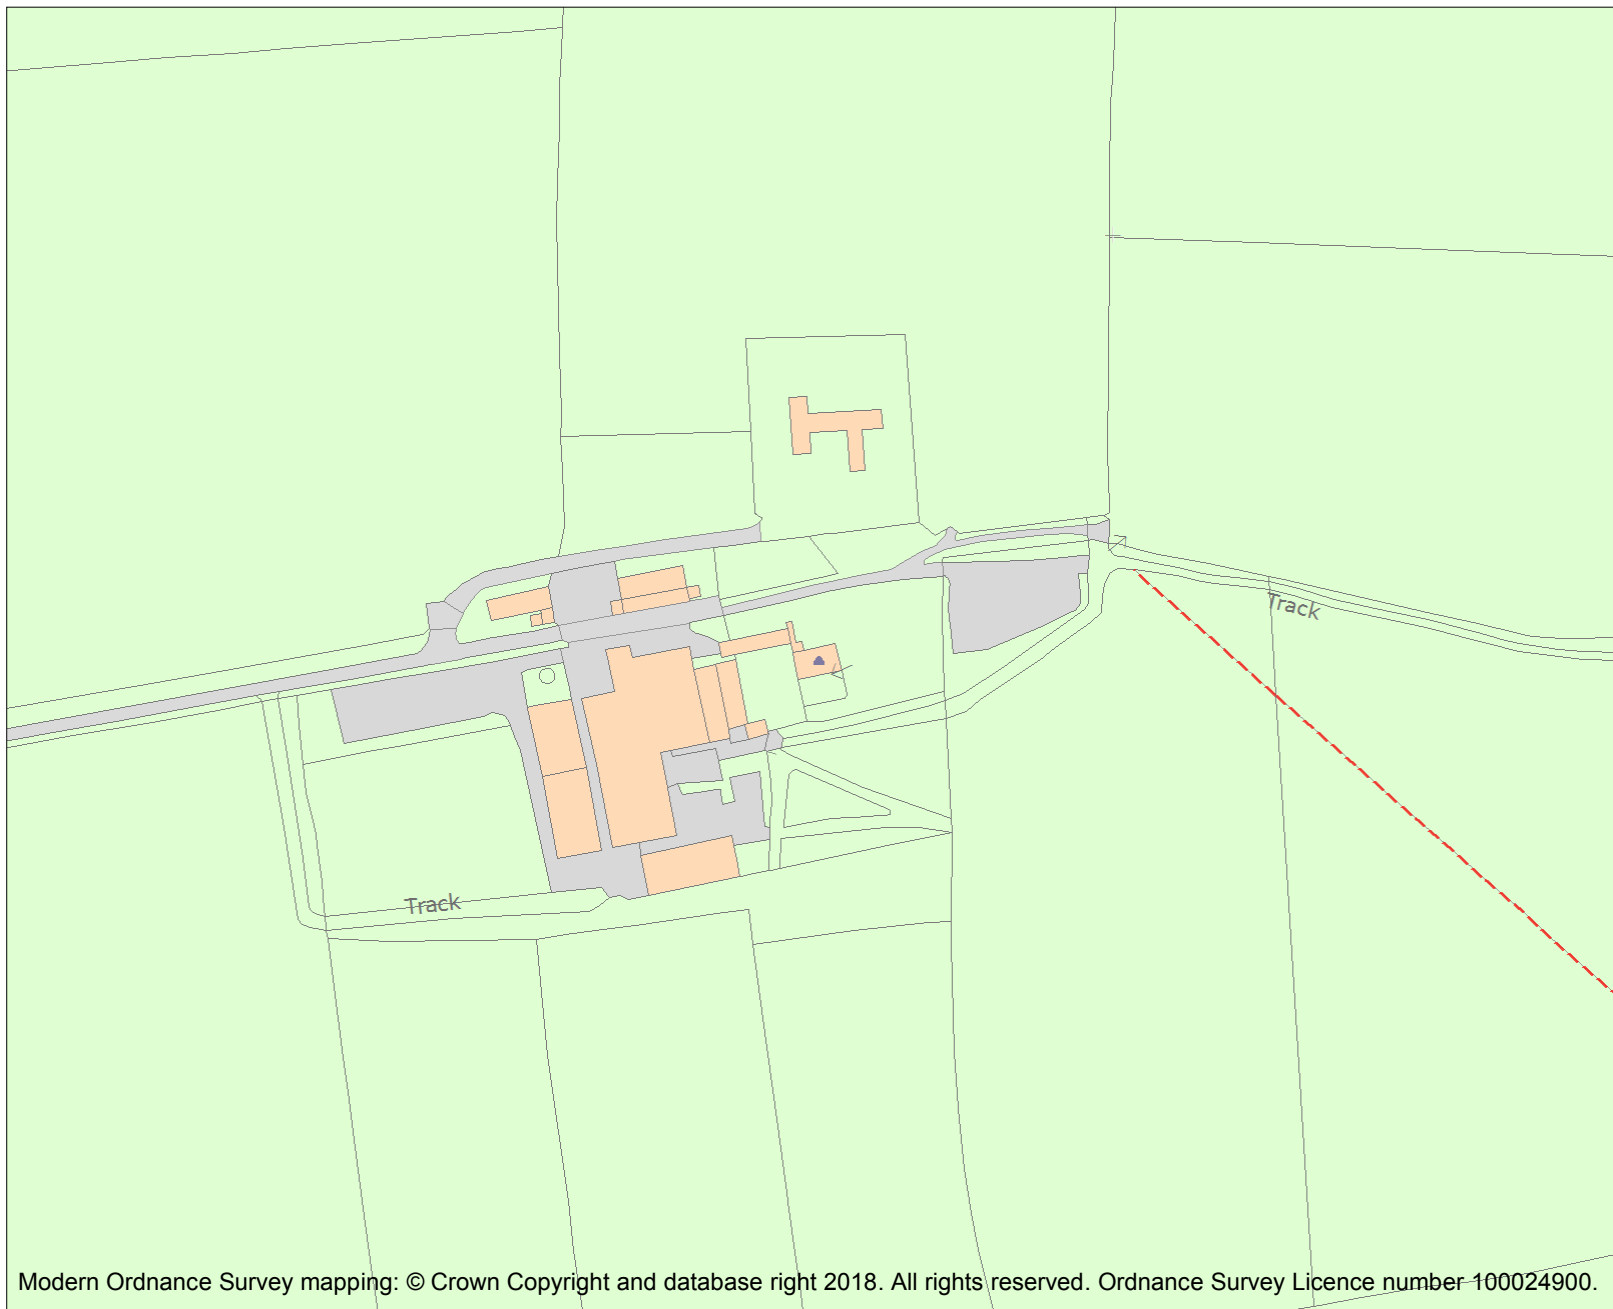 Track
Track
Modern Ordnance Survey mapping: © Crown Copyright and database right 2018. All rights reserved. Ordnance Survey Licence number 100024900.